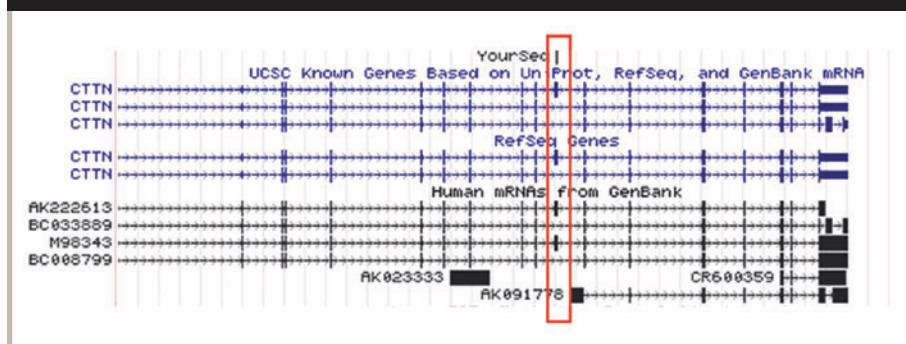 YourSeq
UCSC Known Genes Based on UniProt, RefSeq, and GenBank mRNA
CTTN
CTTN
CTTN
RefSeq Genes
CTTN
CTTN
Human mRNAs from GenBank
AK222613
BC033889
M98343
BC008799
AK023333 CR600359
AK091778